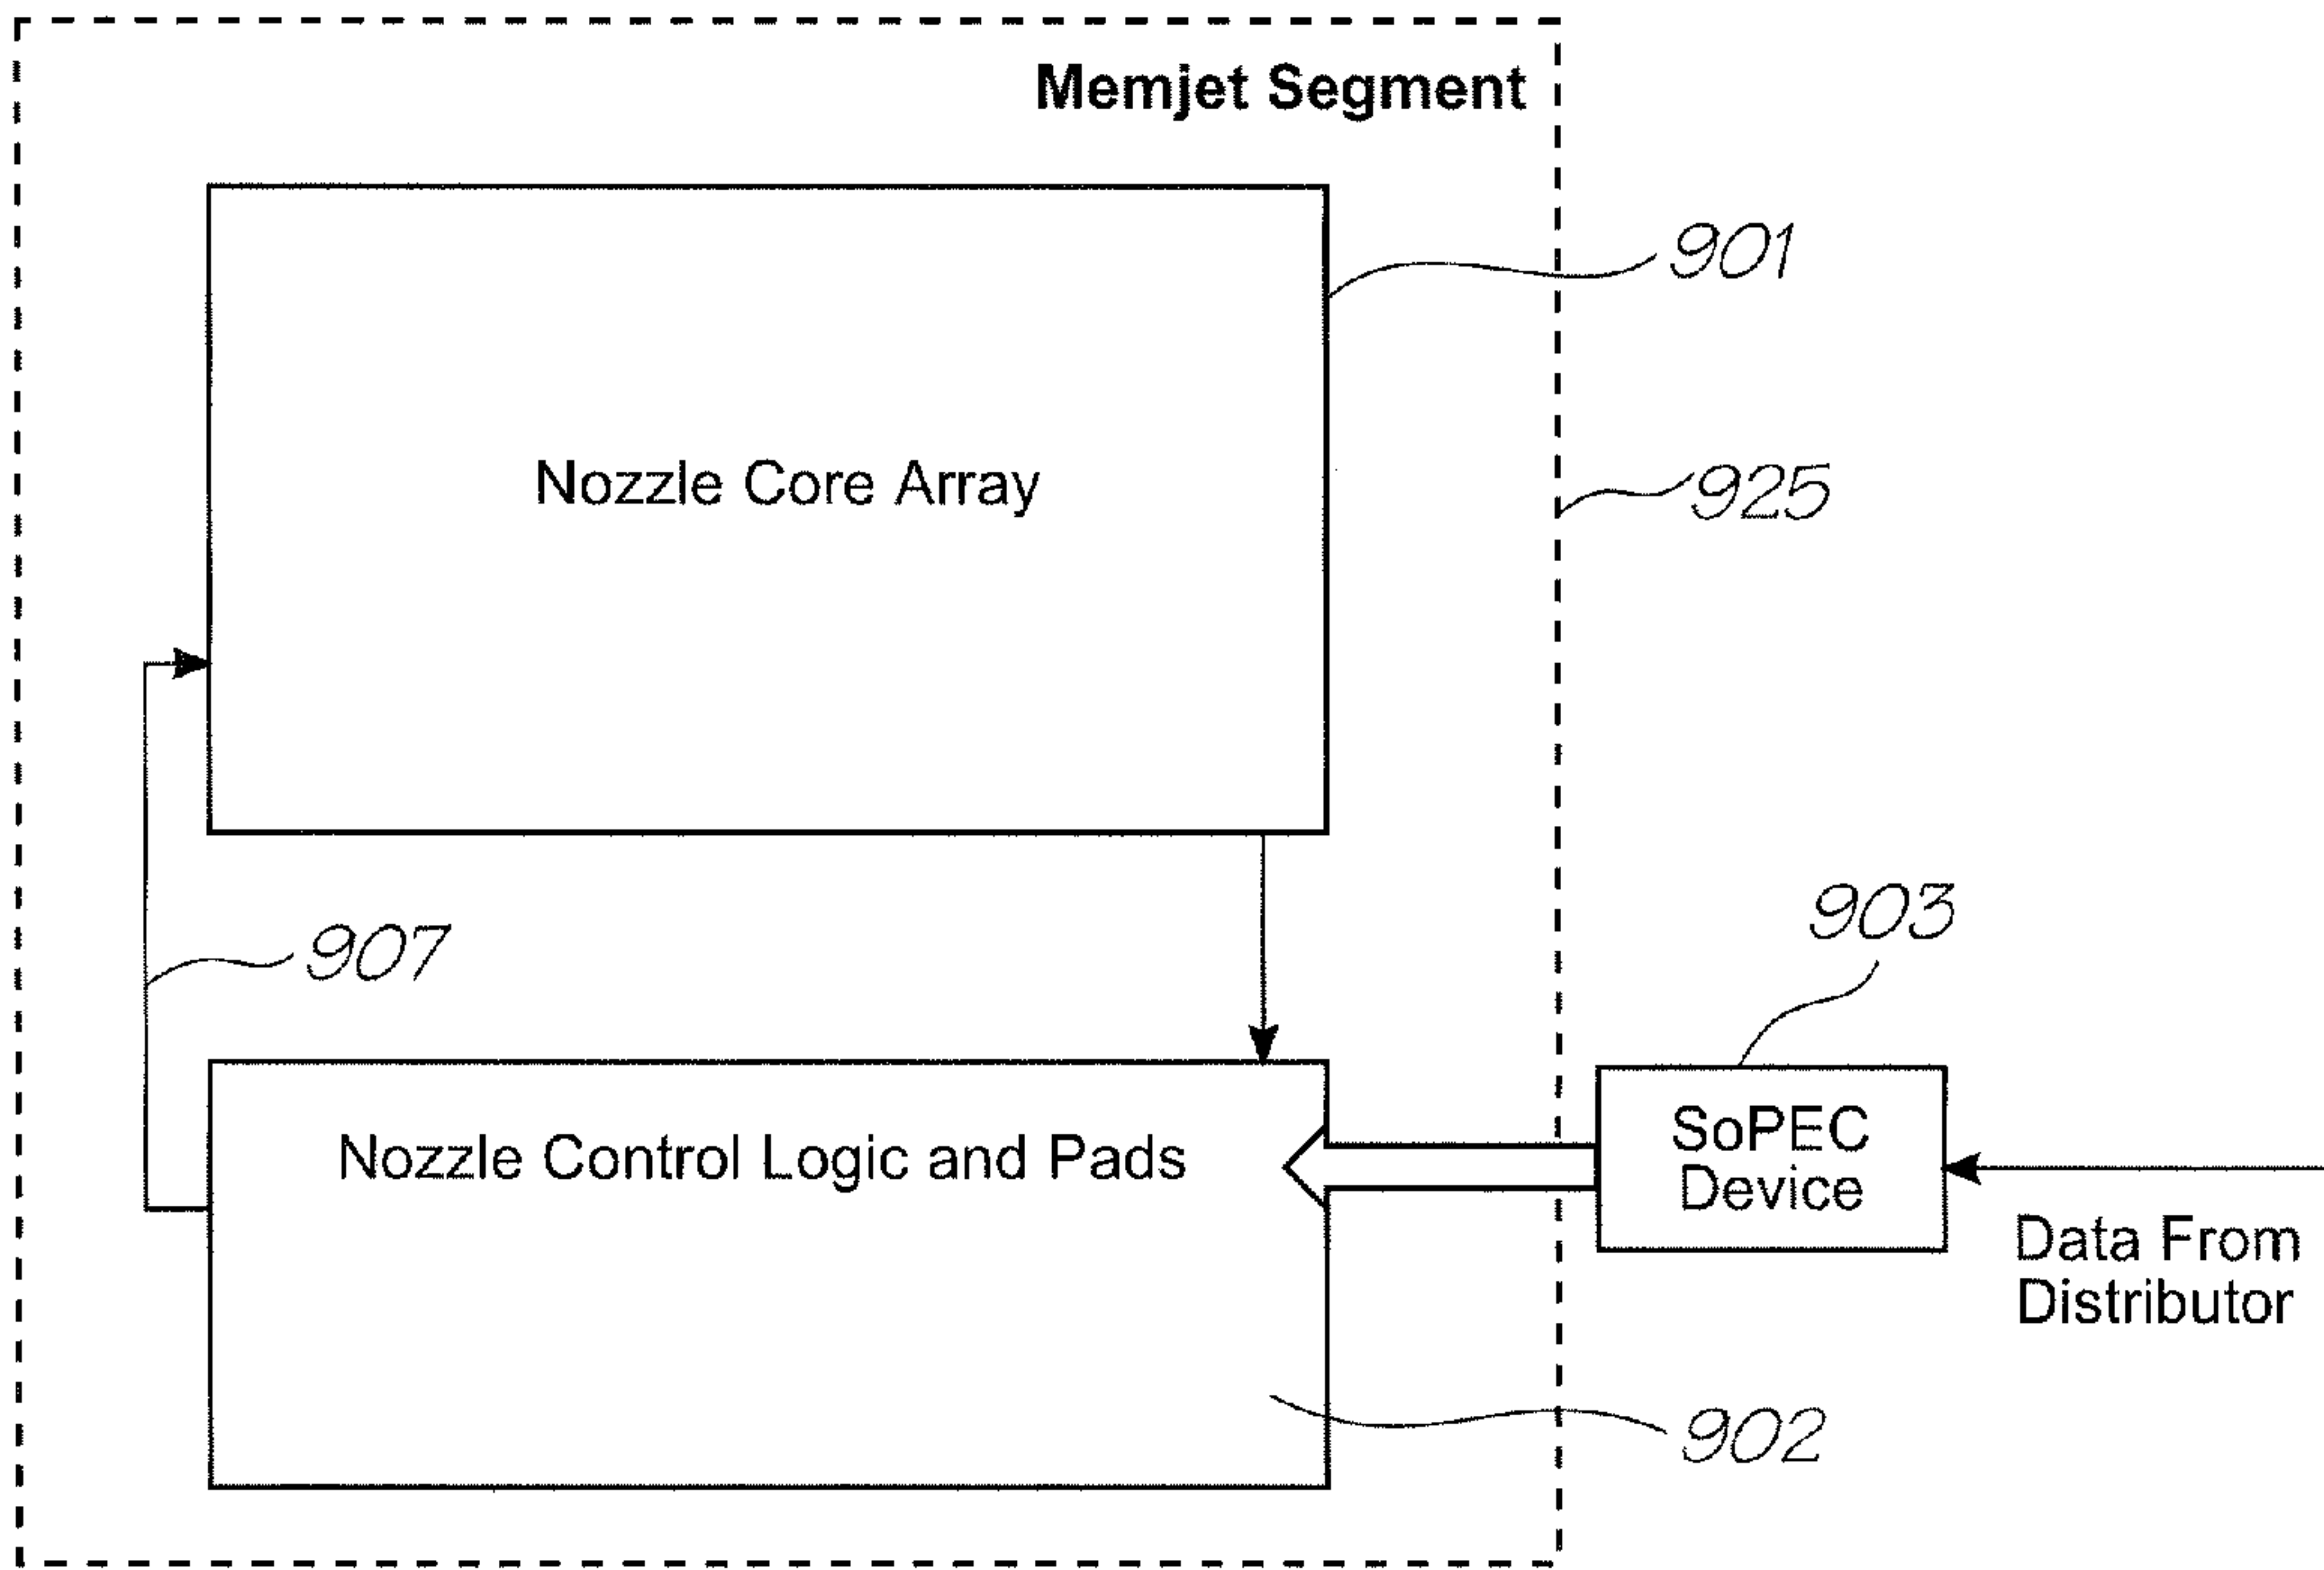 Memjet Segment
901
Nozzle Core Array
925
903
907
SoPEC
Device
Nozzle Control Logic and Pads
Data From
Distributor
902